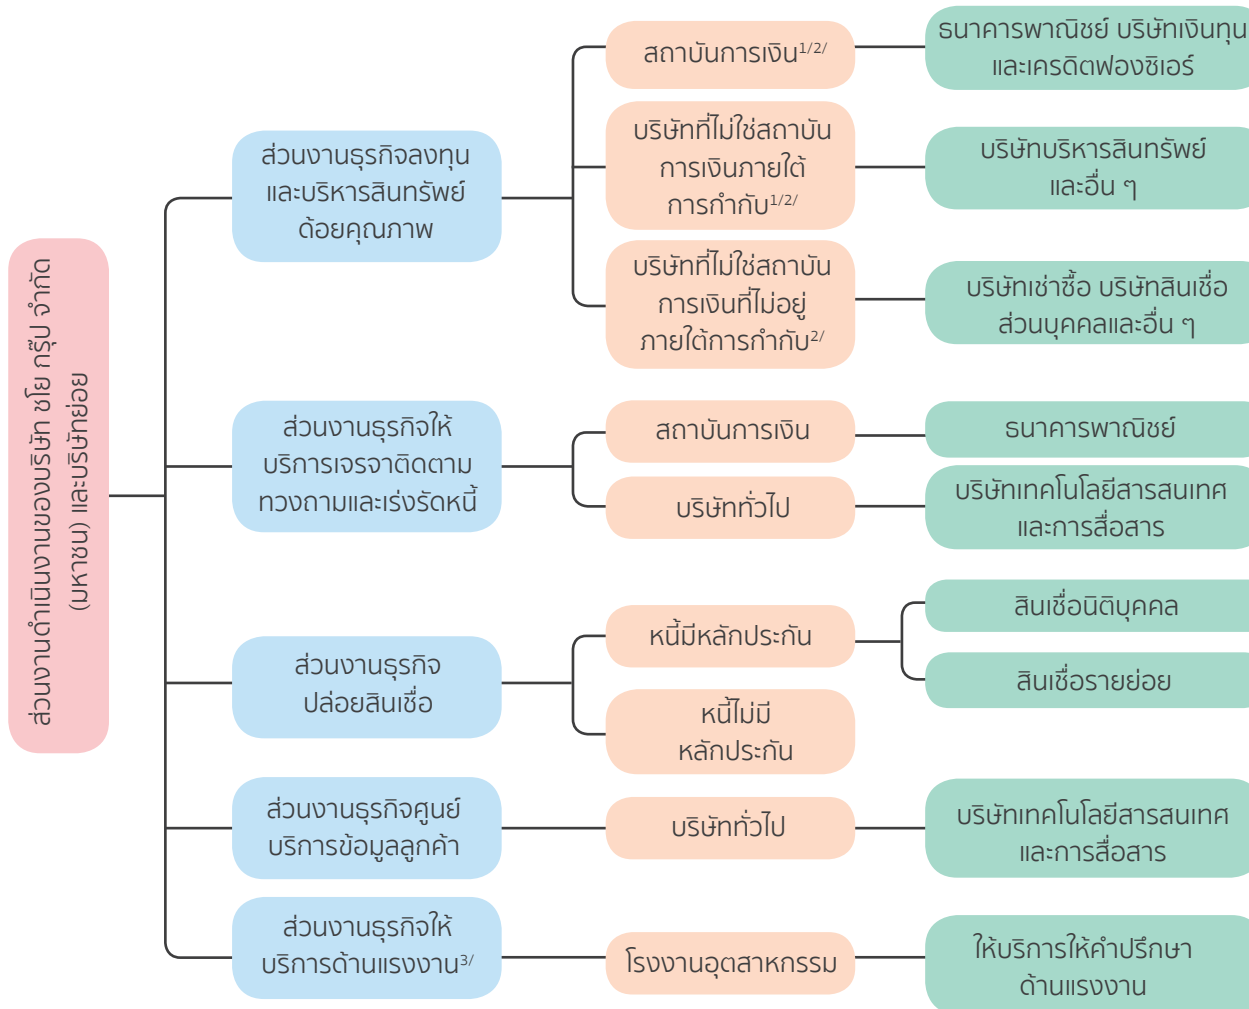 ส่วนงานดำเนินงานของบริษัท ชโย กรุ๊ป จำกัด
(มหาชน) และบริษัทย่อย
ส่วนงานธุรกิจลงทุน
และบริหารสินทรัพย์
ด้อยคุณภาพ
สถาบันการเงิน1/2/
ธนาคารพาณิชย์ บริษัทเงินทุน
และเครดิตฟองซิเอร์
บริษัทที่ไม่ใช่สถาบัน
การเงินภายใต้
การกำกับ1/2/
บริษัทบริหารสินทรัพย์
และอื่น ๆ
บริษัทที่ไม่ใช่สถาบัน
การเงินที่ไม่อยู่
ภายใต้การกำกับ2/
บริษัทเช่าซื้อ บริษัทสินเชื่อ
ส่วนบุคคลและอื่น ๆ
ส่วนงานธุรกิจให้
บริการเจรจาติดตาม
ทวงถามและเร่งรัดหนี้
สถาบันการเงิน
ธนาคารพาณิชย์
บริษัททั่วไป
บริษัทเทคโนโลยีสารสนเทศ
และการสื่อสาร
ส่วนงานธุรกิจ
ปล่อยสินเชื่อ
หนี้มีหลักประกัน
สินเชื่อนิติบุคคล
สินเชื่อรายย่อย
หนี้ไม่มี
หลักประกัน
ส่วนงานธุรกิจศูนย์
บริการข้อมูลลูกค้า
บริษัททั่วไป
บริษัทเทคโนโลยีสารสนเทศ
และการสื่อสาร
ส่วนงานธุรกิจให้
บริการด้านแรงงาน3/
โรงงานอุตสาหกรรม
ให้บริการให้คำปรึกษา
ด้านแรงงาน